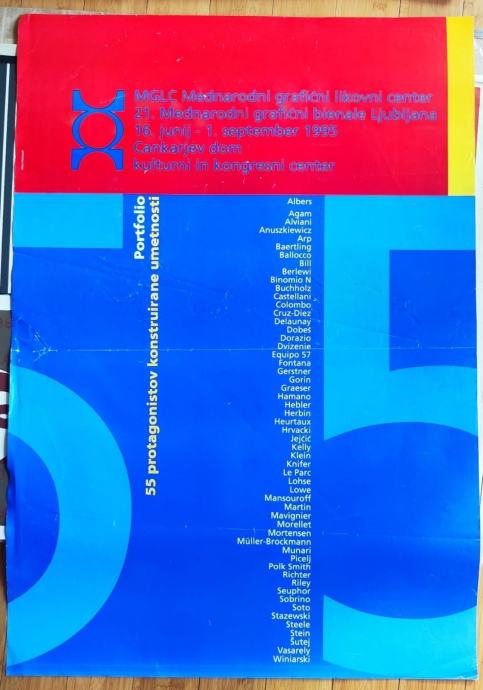 MGLC Mednarodni grafični likovni center
21. Mednarodni grafični bienale Ljubljana
16. junij - 1. september 1995
Cankarjev dom
kulturni in kongresni center
Portfolio
55 protagonistov konstruirane umetnosti
Albers
Agam
Alviani
Anuszkiewicz
Arp
Baertling
Ballocco
Bill
Berlewi
Binomio N
Buchholz
Castellani
Colombo
Cruz-Diez
Delaunay
Dobeš
Dorazio
Dvizenie
Equipo 57
Fontana
Gerstner
Gorin
Graeser
Hamano
Hebler
Herbin
Heurtaux
Hrvacki
Jejčić
Kelly
Klein
Knifer
Le Parc
Lohse
Lowe
Mansouroff
Martin
Mavignier
Morellet
Mortensen
Müller-Brockmann
Munari
Picelj
Polk Smith
Richter
Riley
Seuphor
Sobrino
Soto
Stazewski
Steele
Stein
Šutej
Vasarely
Winiarski
55